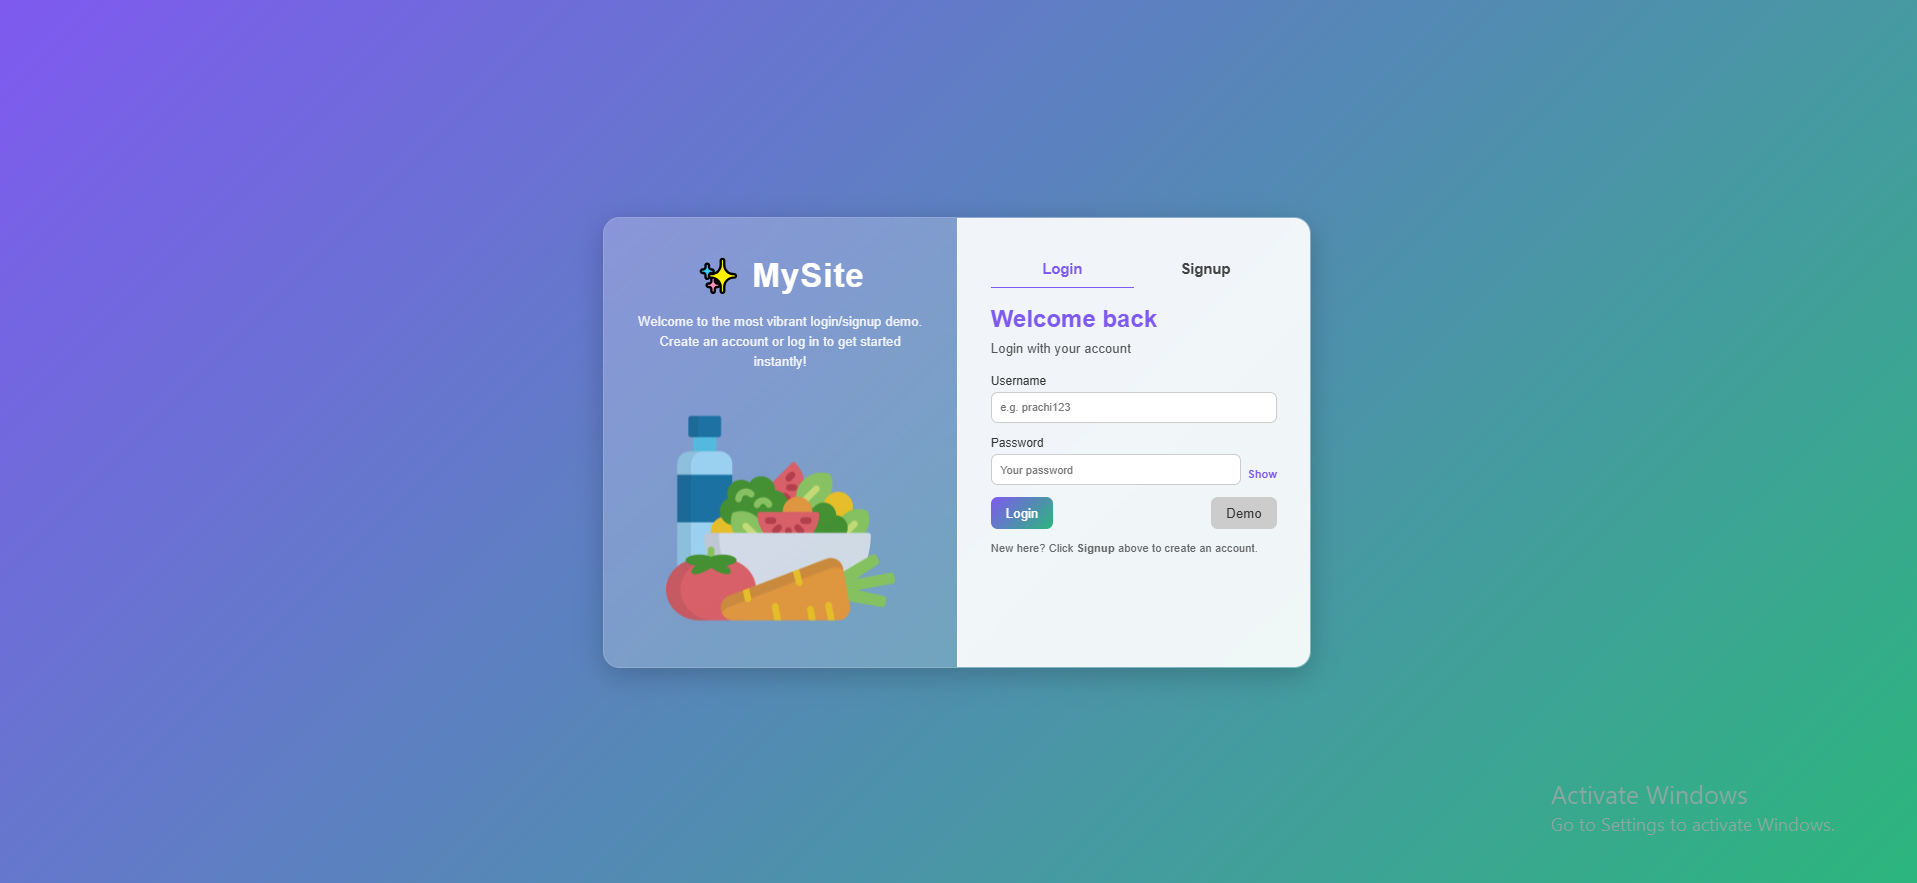 ✨ MySite
Welcome to the most vibrant login/signup demo.
Create an account or log in to get started
instantly!
Login
Signup
Welcome back
Login with your account
Username
e.g. prachi123
Password
Your password
Show
Login
Demo
New here? Click Signup above to create an account.
Activate Windows
Go to Settings to activate Windows.